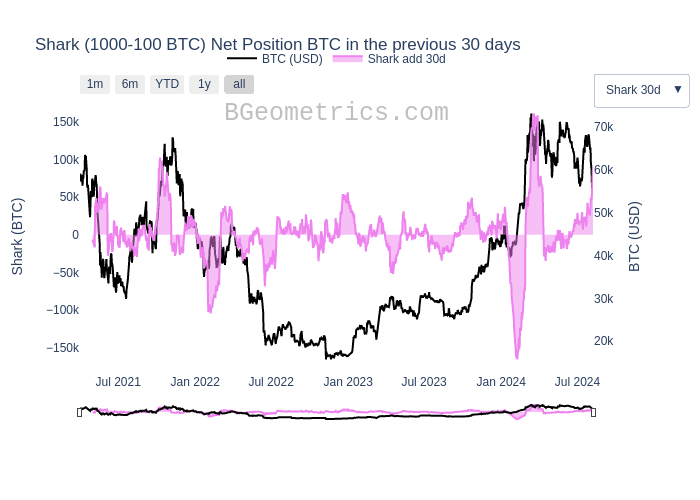 Shark (1000-100 BTC) Net Position BTC in the previous 30 days
BTC (USD) Shark add 30d
1m 6m YTD 1y all
Shark 30d ▼
BGeometrics.com
150k
100k
50k
0
−50k
−100k
−150k
Shark (BTC)
70k
60k
50k
40k
30k
20k
BTC (USD)
Jul 2021 Jan 2022 Jul 2022 Jan 2023 Jul 2023 Jan 2024 Jul 2024